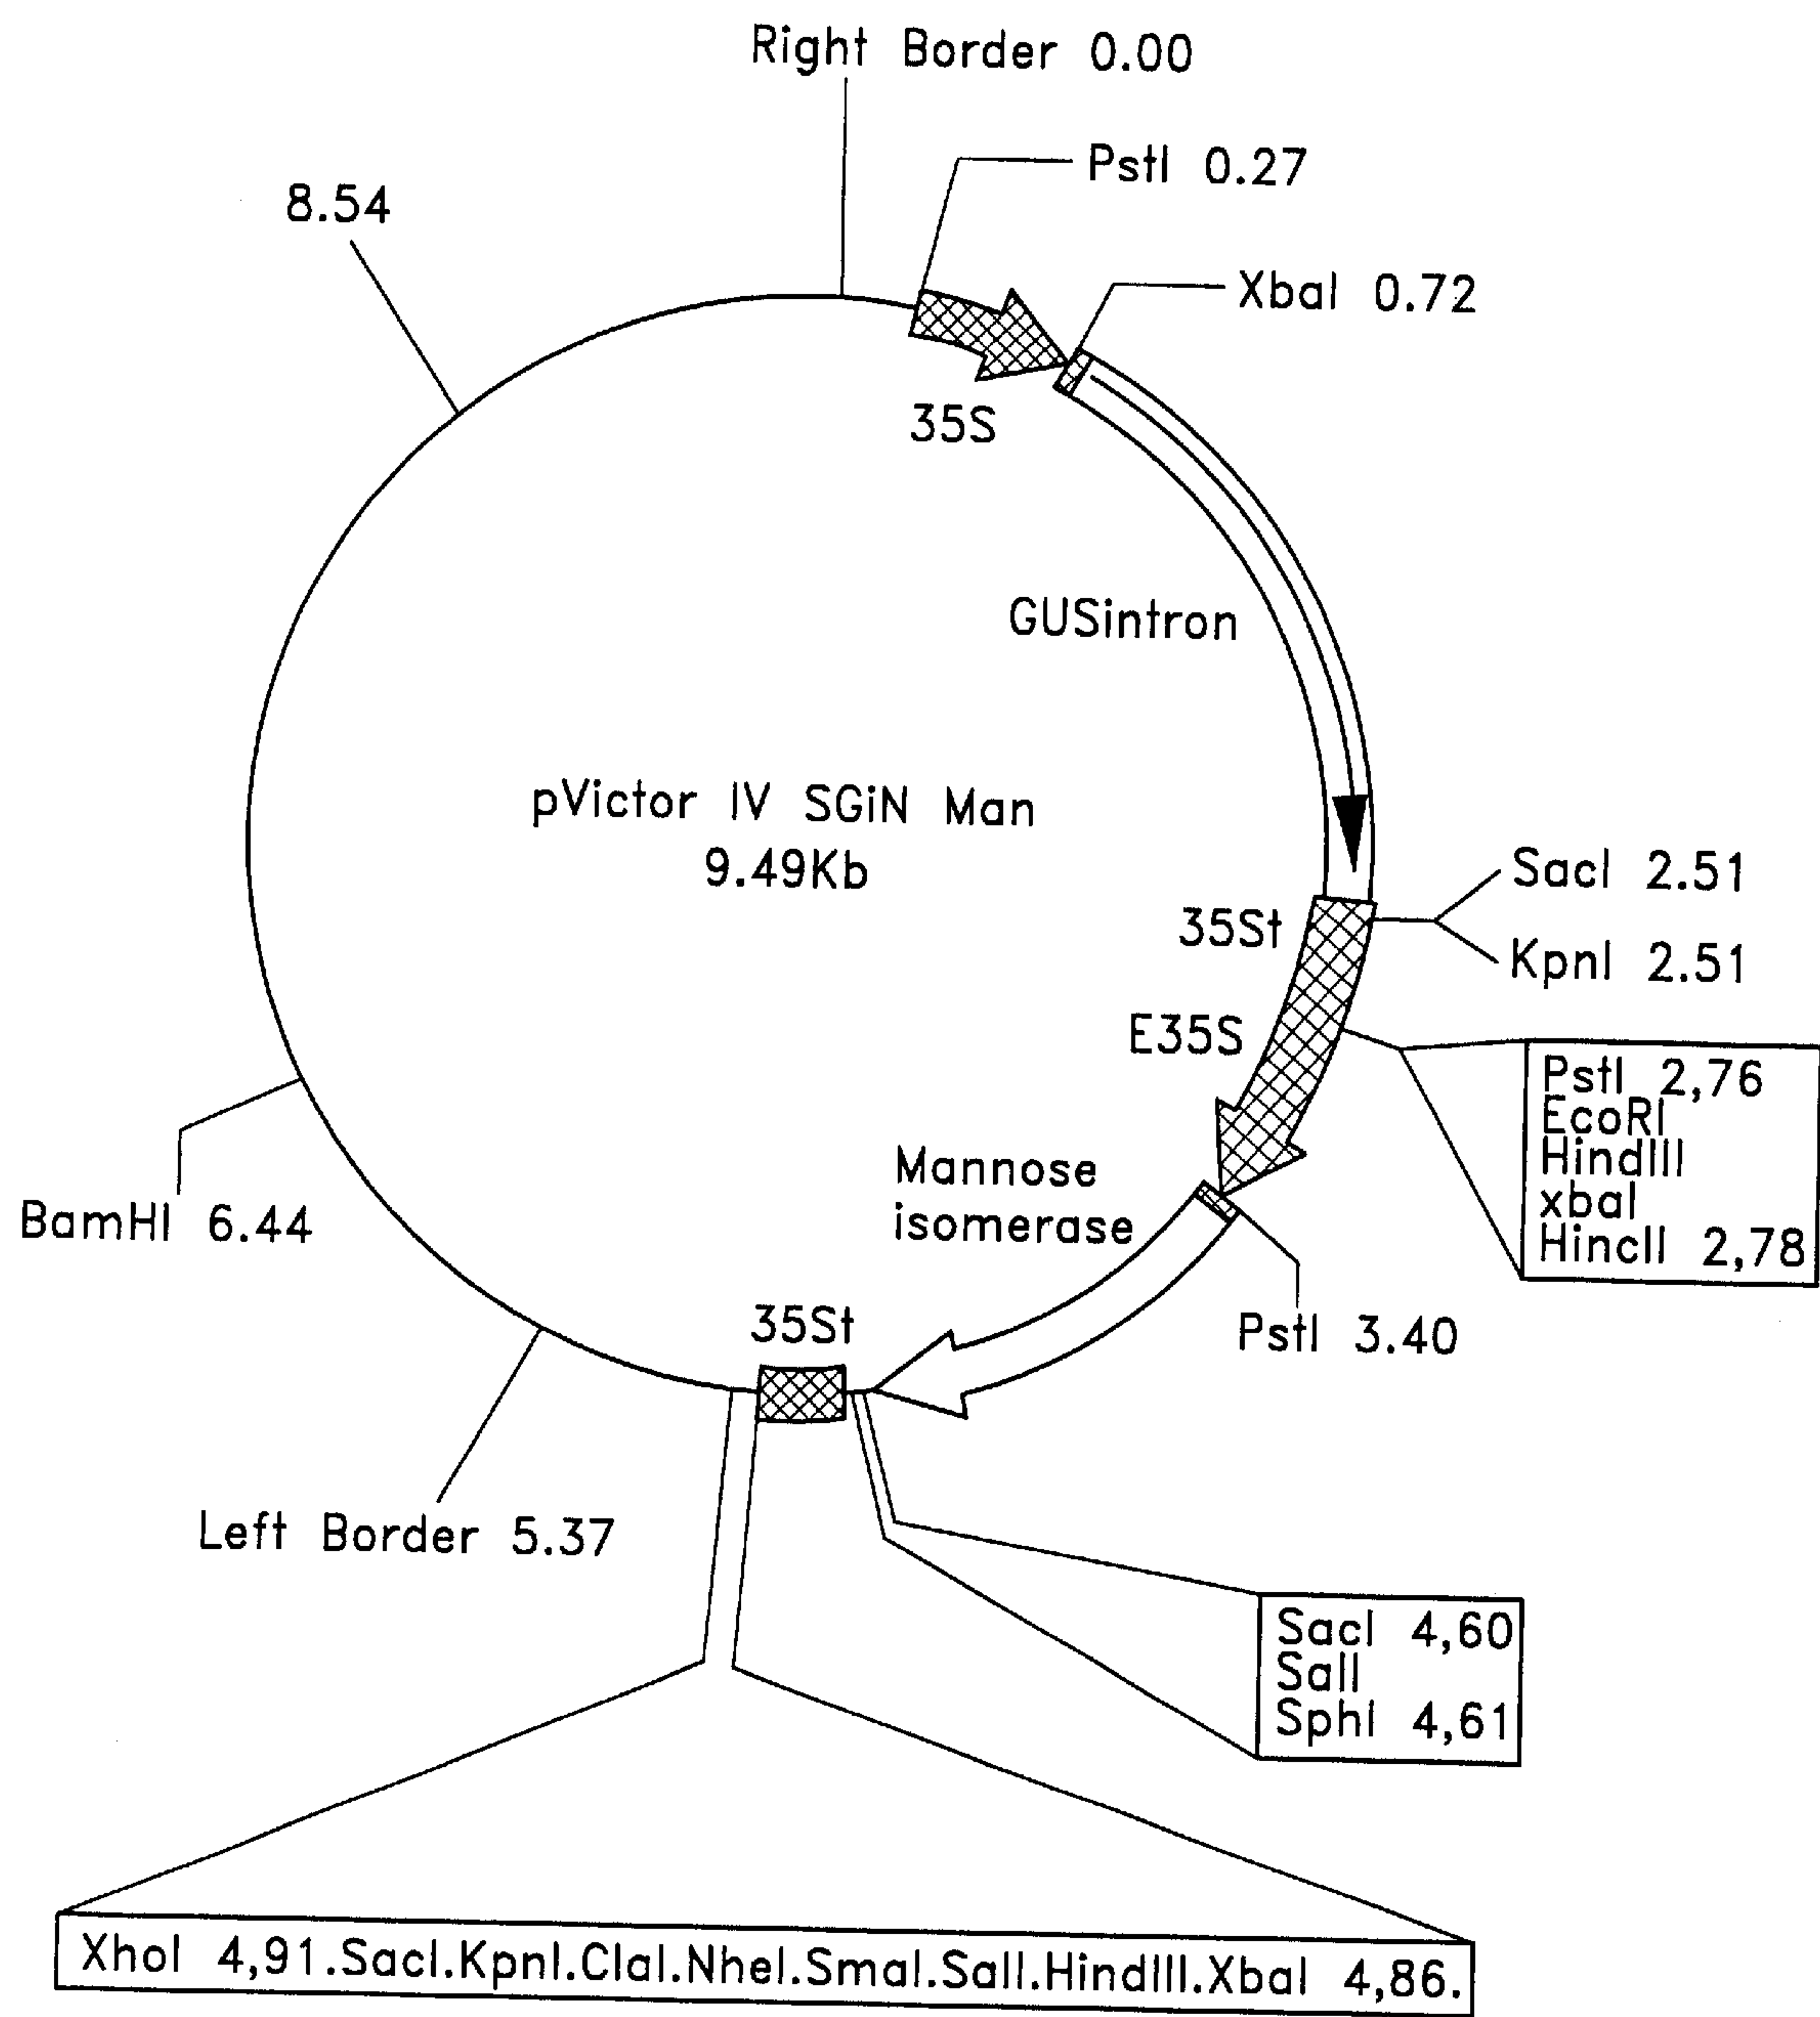 Right Border 0.00
PstI 0.27
8.54
XbaI 0.72
35S
GUSintron
pVictor IV SGiN Man
9.49Kb
SacI 2.51
35St
KpnI 2.51
E35S
PstI 2,76
EcoRI
HindIII
xbaI
HincII 2,78
Mannose
isomerase
BamHI 6.44
35St
PstI 3.40
Left Border 5.37
SacI 4,60
SalI
SphI 4,61
XhoI 4,91.SacI.KpnI.ClaI.NheI.SmaI.SalI.HindIII.XbaI 4,86.